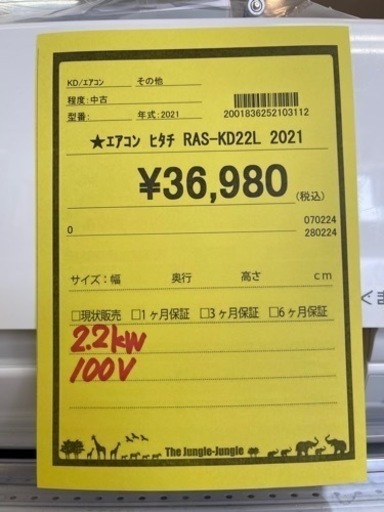 KD/エアコン その他
程度:中古
型番: 年式:2021
2001836252103112
★エアコン ヒタチ RAS-KD22L 2021
¥36,980(税込)
070224
0
280224
サイズ:幅 奥行 高さ cm
□現状販売 □1ヶ月保証 □3ヶ月保証 □6ヶ月保証
2.2kw
100V
The Jungle-Jungle
くま